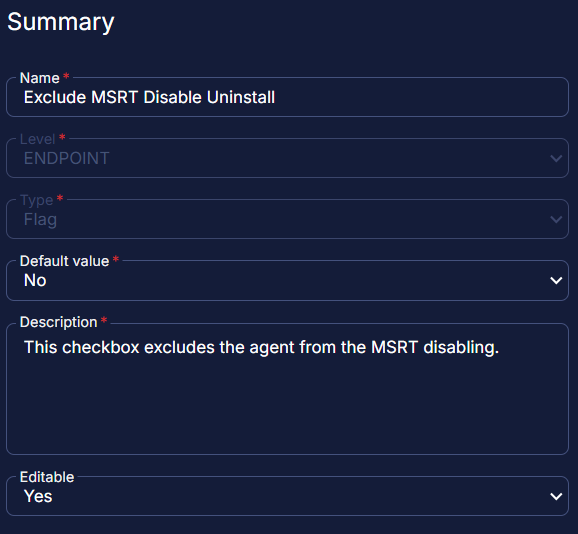 Summary
Name *
Exclude MSRT Disable Uninstall
Level *
ENDPOINT
Type *
Flag
Default value *
No
Description *
This checkbox excludes the agent from the MSRT disabling.
Editable
Yes